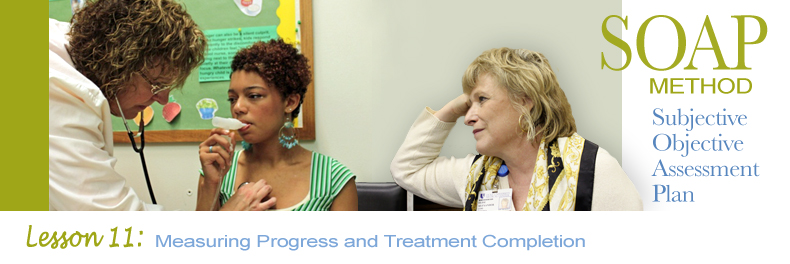 SOAP
METHOD
Subjective
Objective
Assessment
Plan
Lesson 11: Measuring Progress and Treatment Completion